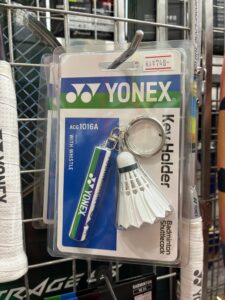 YONEX
ACG1016A
WITH WHISTLE
Key Holder
Badminton
Shuttlecock
YONEX